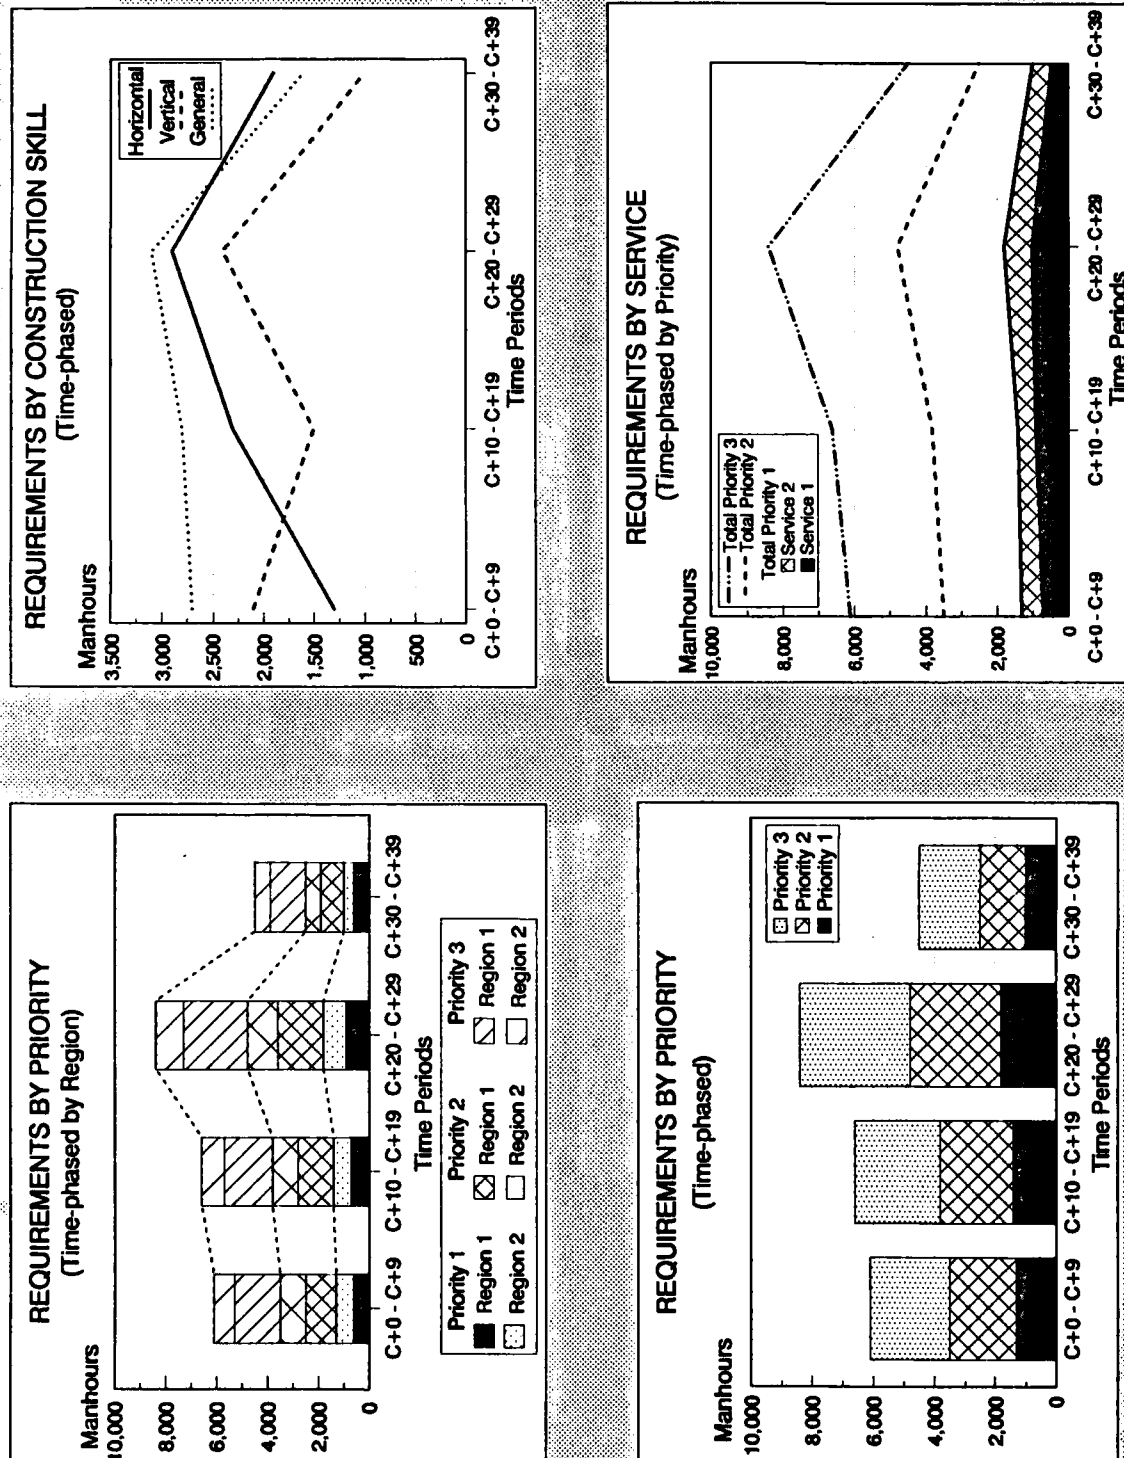 REQUIREMENTS BY PRIORITY
(Time-phased by Region)
Manhours
10,000
8,000
6,000
4,000
2,000
0
C+0 - C+9
C+10 - C+19
C+20 - C+29
C+30 - C+39
Time Periods
Priority 1
Priority 2
Priority 3
Region 1
Region 1
Region 1
Region 2
Region 2
Region 2
REQUIREMENTS BY CONSTRUCTION SKILL
(Time-phased)
Manhours
3,500
3,000
2,500
2,000
1,500
1,000
500
0
Horizontal
Vertical
General
C+0 - C+9
C+10 - C+19
C+20 - C+29
C+30 - C+39
Time Periods
REQUIREMENTS BY PRIORITY
(Time-phased)
Manhours
10,000
8,000
6,000
4,000
2,000
0
Priority 3
Priority 2
Priority 1
C+0 - C+9
C+10 - C+19
C+20 - C+29
C+30 - C+39
Time Periods
REQUIREMENTS BY SERVICE
(Time-phased by Priority)
Manhours
10,000
8,000
6,000
4,000
2,000
0
Total Priority 3
Total Priority 2
Total Priority 1
Service 2
Service 1
C+0 - C+9
C+10 - C+19
C+20 - C+29
C+30 - C+39
Time Periods